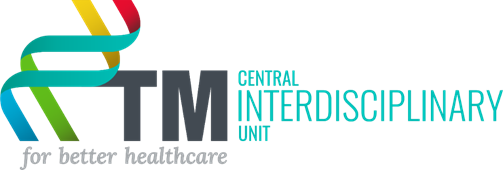 TM
CENTRAL
INTERDISCIPLINARY
UNIT
for better healthcare